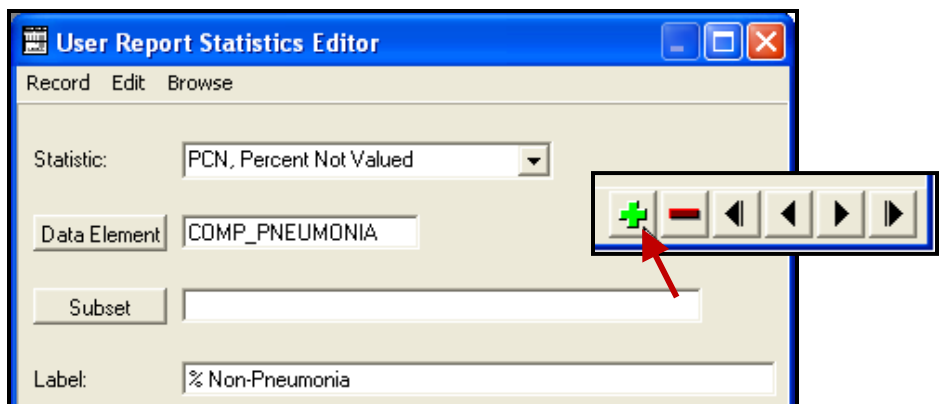 User Report Statistics Editor
Record Edit Browse
Statistic: PCN, Percent Not Valued
Data Element COMP_PNEUMONIA
Subset
Label: % Non-Pneumonia